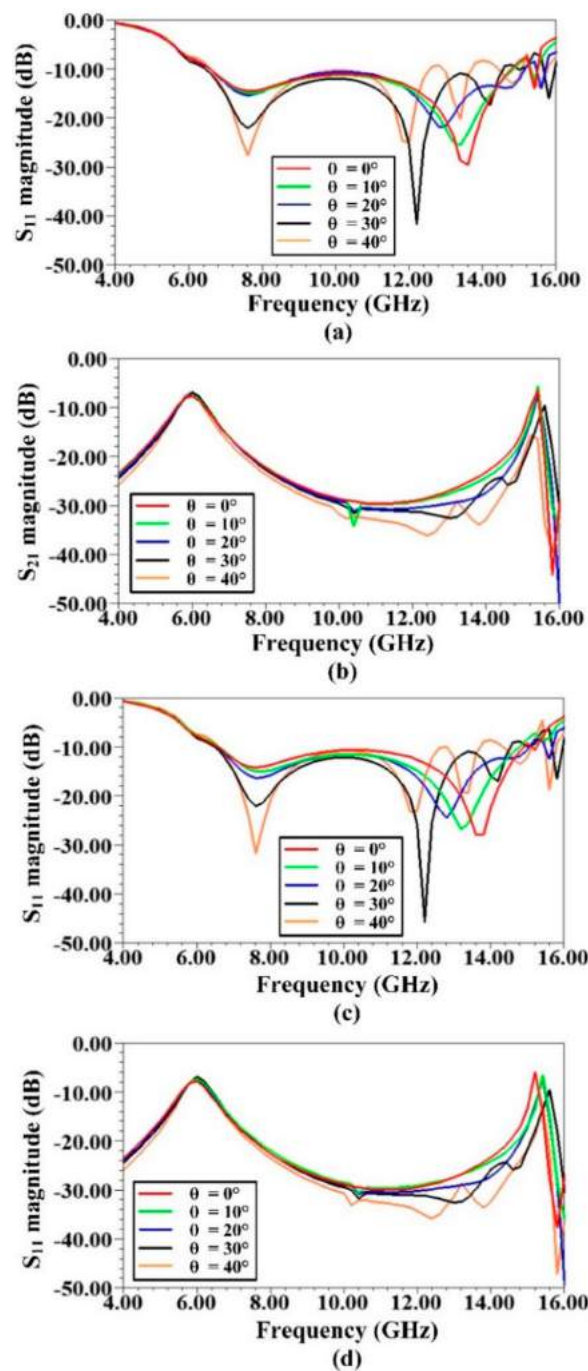 0.00
-10.00
-20.00
-30.00
-40.00
-50.00
S11 magnitude (dB)
θ = 0°
θ = 10°
θ = 20°
θ = 30°
θ = 40°
4.00 6.00 8.00 10.00 12.00 14.00 16.00
Frequency (GHz)
(a)
0.00
-10.00
-20.00
-30.00
-40.00
-50.00
S21 magnitude (dB)
θ = 0°
θ = 10°
θ = 20°
θ = 30°
θ = 40°
4.00 6.00 8.00 10.00 12.00 14.00 16.00
Frequency (GHz)
(b)
0.00
-10.00
-20.00
-30.00
-40.00
-50.00
S11 magnitude (dB)
θ = 0°
θ = 10°
θ = 20°
θ = 30°
θ = 40°
4.00 6.00 8.00 10.00 12.00 14.00 16.00
Frequency (GHz)
(c)
0.00
-10.00
-20.00
-30.00
-40.00
-50.00
S11 magnitude (dB)
θ = 0°
θ = 10°
θ = 20°
θ = 30°
θ = 40°
4.00 6.00 8.00 10.00 12.00 14.00 16.00
Frequency (GHz)
(d)